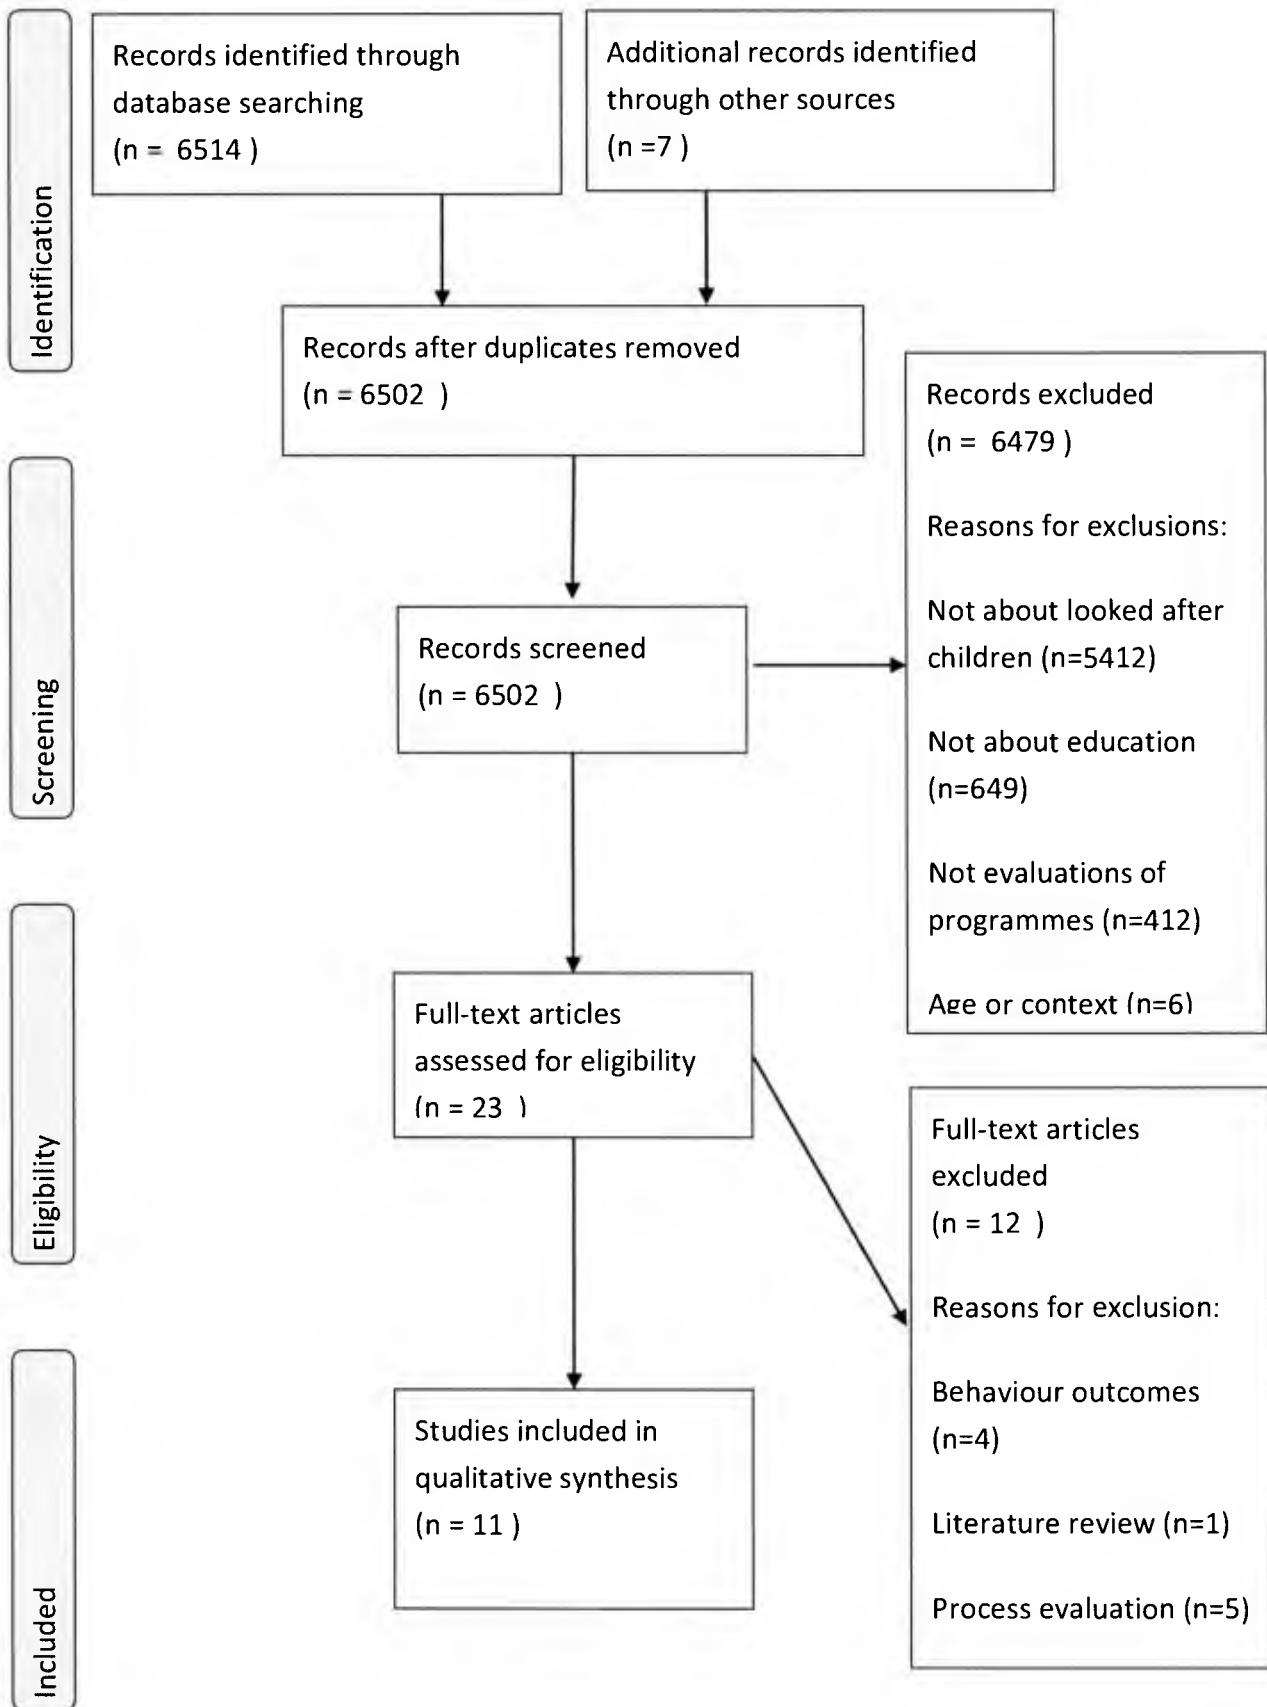 Identification
Records identified through
database searching
(n = 6514 )
Additional records identified
through other sources
(n =7 )
Records after duplicates removed
(n = 6502 )
Screening
Records screened
(n = 6502 )
Records excluded
(n = 6479 )
Reasons for exclusions:
Not about looked after
children (n=5412)
Not about education
(n=649)
Not evaluations of
programmes (n=412)
Age or context (n=6)
Eligibility
Full-text articles
assessed for eligibility
(n = 23 )
Full-text articles
excluded
(n = 12 )
Reasons for exclusion:
Behaviour outcomes
(n=4)
Literature review (n=1)
Process evaluation (n=5)
Included
Studies included in
qualitative synthesis
(n = 11 )